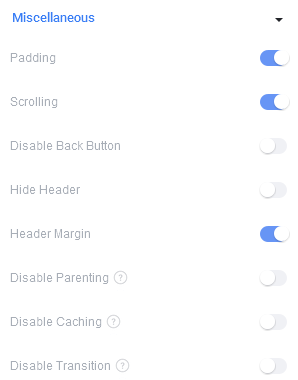 Miscellaneous
Padding
Scrolling
Disable Back Button
Hide Header
Header Margin
Disable Parenting ?
Disable Caching ?
Disable Transition ?